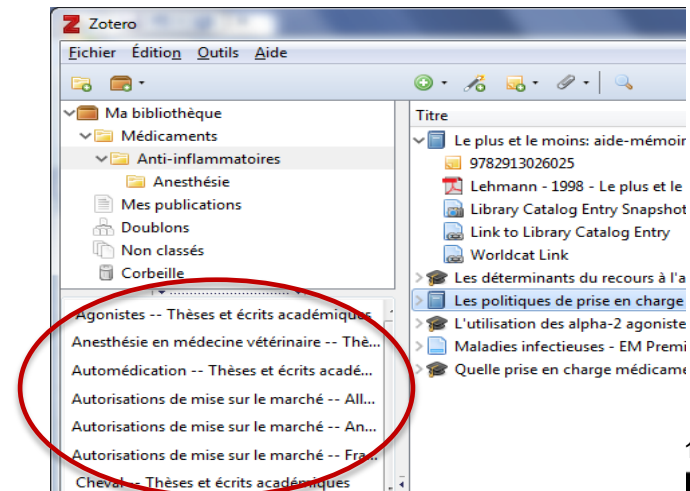 Zotero
Fichier Édition Outils Aide
Ma bibliothèque
Médicaments
Anti-inflammatoires
Anesthésie
Mes publications
Doublons
Non classés
Corbeille
Agonistes -- Thèses et écrits académiques
Anesthésie en médecine vétérinaire -- Thè...
Automédication -- Thèses et écrits acadé...
Autorisations de mise sur le marché -- All...
Autorisations de mise sur le marché -- An...
Autorisations de mise sur le marché -- Fra...
Cheval -- Thèses et écrits académiques
Titre
Le plus et le moins: aide-mémoir
9782913026025
Lehmann - 1998 - Le plus et le
Library Catalog Entry Snapshot
Link to Library Catalog Entry
Worldcat Link
Les déterminants du recours à l'a
Les politiques de prise en charge
L'utilisation des alpha-2 agoniste
Maladies infectieuses - EM Premi
Quelle prise en charge médicame
1